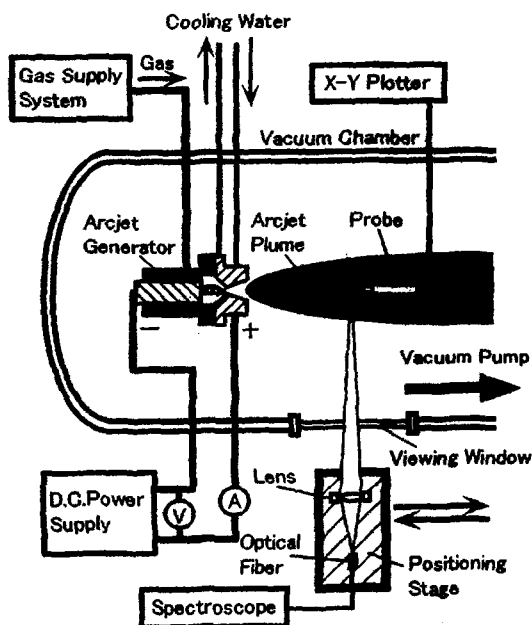 Cooling Water
Gas Supply
System
Gas
X-Y Plotter
Vacuum Chamber
Arcjet
Generator
Arcjet
Plume
Probe
−
+
Vacuum Pump
Viewing Window
Lens
D.C.Power
Supply
V
A
Optical
Fiber
Positioning
Stage
Spectroscope